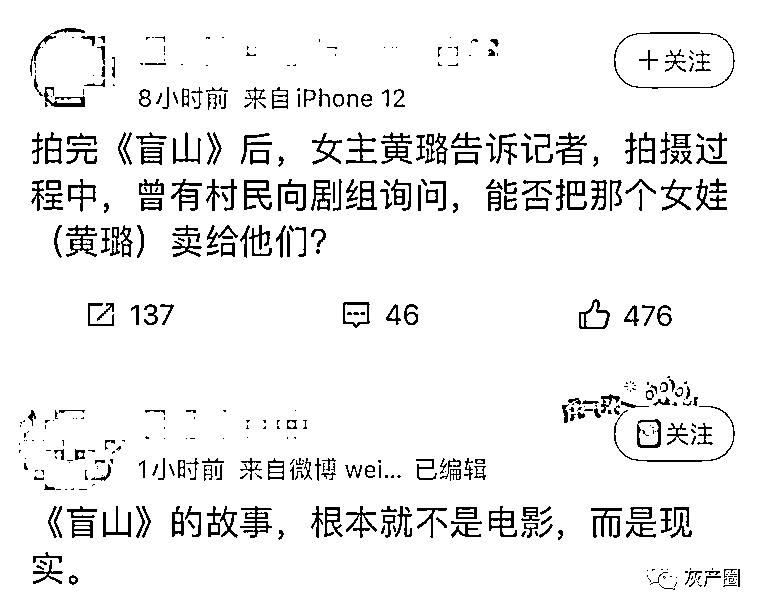 +关注
8小时前 来自iPhone 12
拍完《盲山》后，女主黄璐告诉记者，拍摄过
程中，曾有村民向剧组询问，能否把那个女娃
（黄璐）卖给他们？
137
46
476
关注
1小时前 来自微博 wei... 已编辑
《盲山》的故事，根本就不是电影，而是现
实。
灰产圈